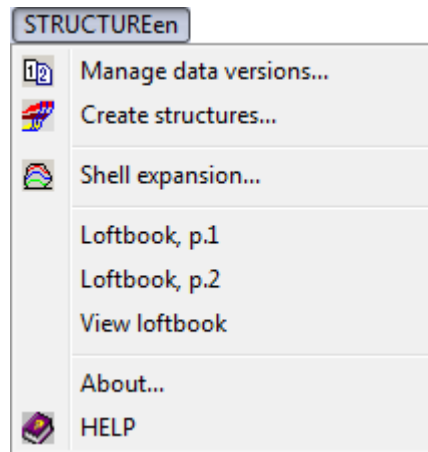 STRUCTUREen
Manage data versions...
Create structures...
Shell expansion...
Loftbook, p.1
Loftbook, p.2
View loftbook
About...
HELP